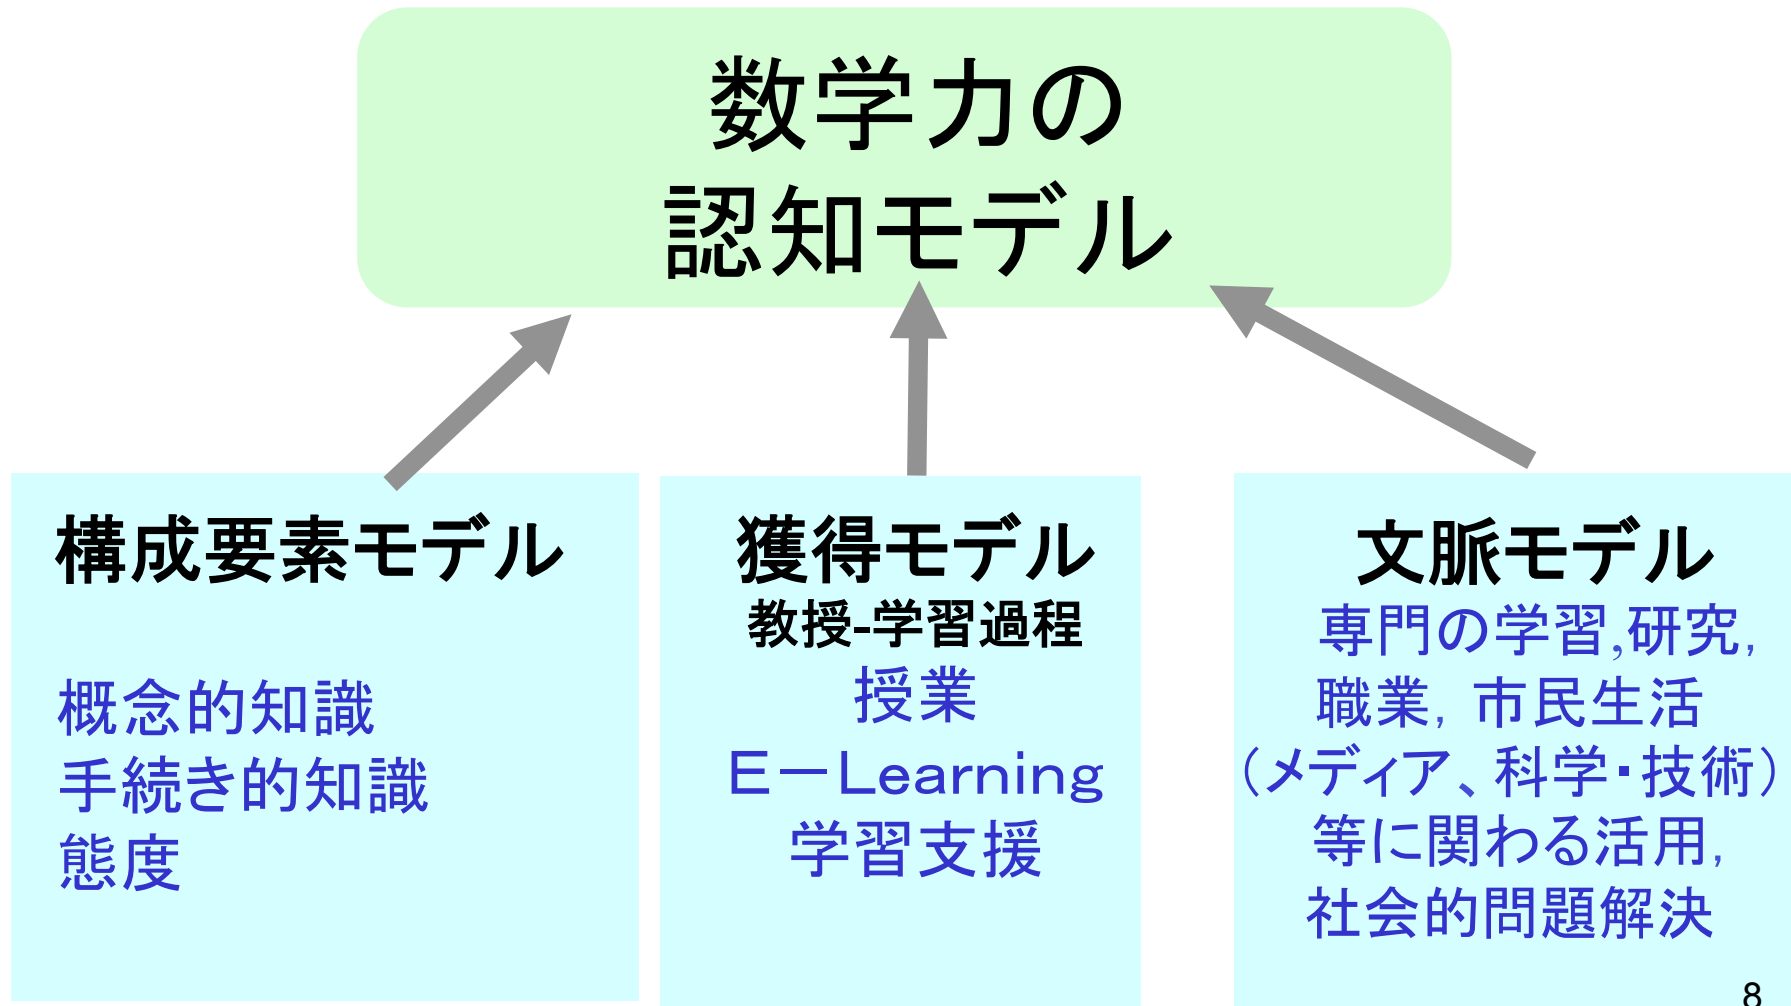 数学力の
認知モデル
構成要素モデル
概念的知識
手続き的知識
態度
獲得モデル
教授-学習過程
授業
E－Learning
学習支援
文脈モデル
専門の学習,研究，
職業，市民生活
（メディア、科学・技術）
等に関わる活用，
社会的問題解決
8